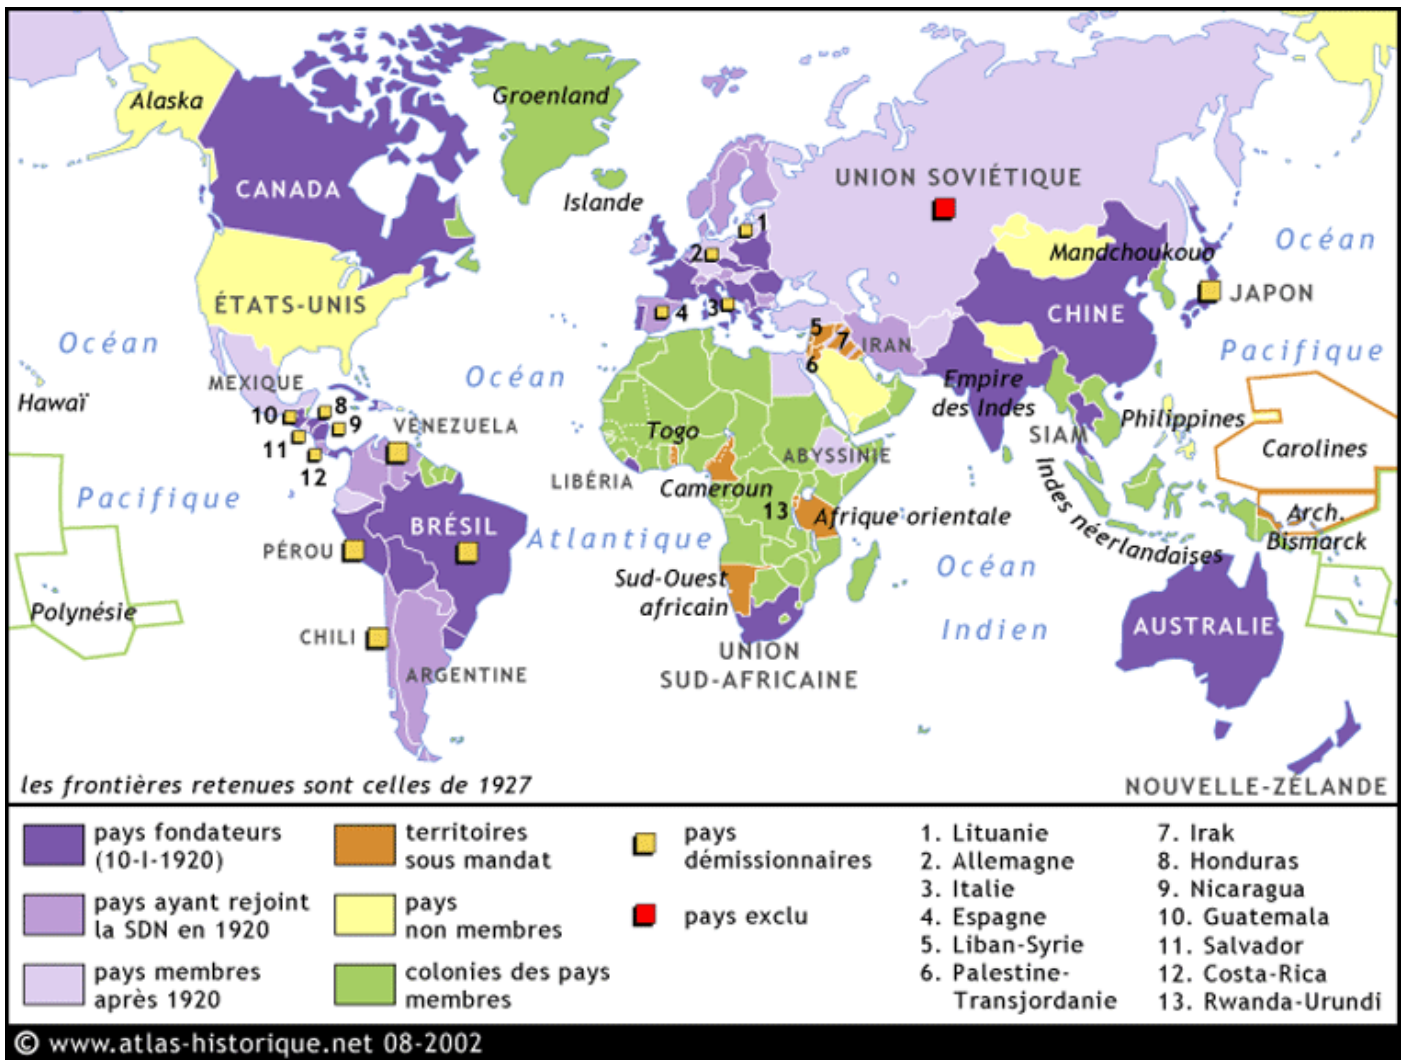 Alaska
Groenland
CANADA
Islande
UNION SOVIÉTIQUE
1
Océan
2
Mandchoukouo
ÉTATS-UNIS
JAPON
3
4
CHINE
5
7
Océan
IRAN
Pacifique
6
Océan
MEXIQUE
Empire
des Indes
Hawaï
8
10
9
VENEZUELA
Philippines
11
Togo
SIAM
ABYSSINIE
Carolines
12
LIBÉRIA
Cameroun
Pacifique
13
Afrique orientale
Arch.
Bismarck
BRÉSIL
Indes néerlandaises
PÉROU
Atlantique
Océan
Sud-Ouest
africain
Polynésie
Indien
AUSTRALIE
CHILI
UNION
SUD-AFRICAINE
ARGENTINE
les frontières retenues sont celles de 1927
NOUVELLE-ZÉLANDE
pays fondateurs
(10-I-1920)
pays ayant rejoint
la SDN en 1920
pays membres
après 1920
territoires
sous mandat
pays
non membres
colonies des pays
membres
pays
démissionnaires
pays exclu
1. Lituanie
2. Allemagne
3. Italie
4. Espagne
5. Liban-Syrie
6. Palestine-
Transjordanie
7. Irak
8. Honduras
9. Nicaragua
10. Guatemala
11. Salvador
12. Costa-Rica
13. Rwanda-Urundi
© www.atlas-historique.net 08-2002